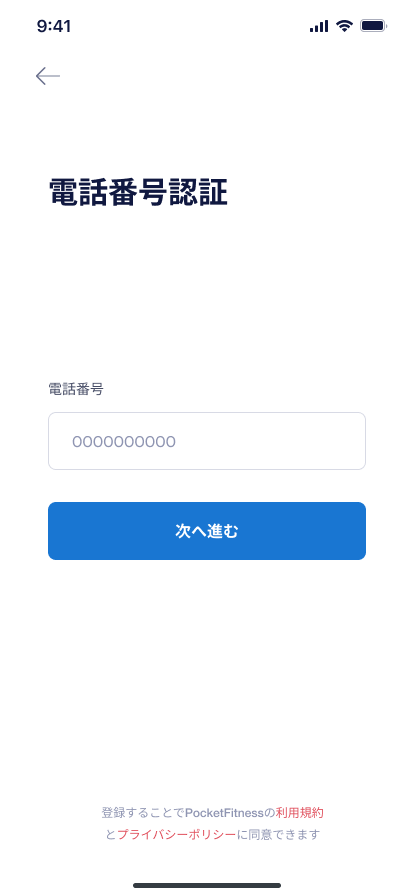 9:41
電話番号認証
電話番号
0000000000
次へ進む
登録することでPocketFitnessの利用規約
とプライバシーポリシーに同意できます